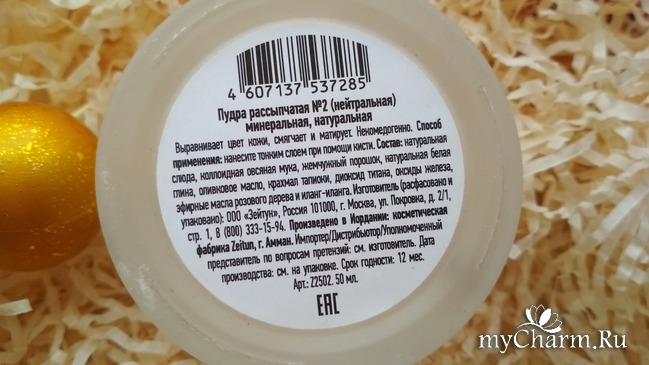 4 607137 537285
Пудра рассыпчатая №2 (нейтральная)
минеральная, натуральная
Выравнивает цвет кожи, смягчает и матирует. Некомедогенно. Способ
применения: нанесите тонким слоем при помощи кисти. Состав: натуральная
слюда, коллоидная овсяная мука, жемчужный порошок, натуральная белая
глина, оливковое масло, крахмал тапиоки, диоксид титана, оксиды железа,
эфирные масла розового дерева и иланг-иланга. Изготовитель (расфасовано и
упаковано): ООО «Зейтун», Россия 101000, г. Москва, ул. Покровка, д. 2/1,
стр. 1, 8 (800) 333-15-94. Произведено в Иордании: косметическая
фабрика Zeitun, г. Амман. Импортер/Дистрибьютор/Уполномоченный
представитель по вопросам претензий: см. изготовитель. Дата
производства: см. на упаковке. Срок годности: 12 мес.
Арт.: Z2502. 50 мл.
EAC
myCharm.Ru